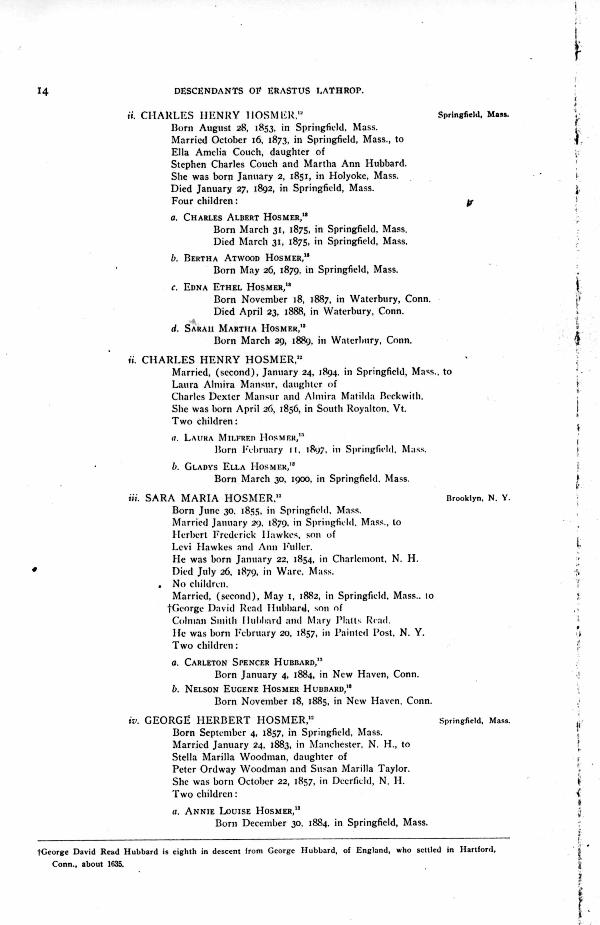 14
DESCENDANTS OF ERASTUS LATHROP.
ii. CHARLES HENRY HOSMER,¹² Springfield, Mass.
Born August 28, 1853, in Springfield, Mass.
Married October 16, 1873, in Springfield, Mass., to
Ella Amelia Couch, daughter of
Stephen Charles Couch and Martha Ann Hubbard.
She was born January 2, 1851, in Holyoke, Mass.
Died January 27, 1892, in Springfield, Mass.
Four children:
a. CHARLES ALBERT HOSMER,¹³
Born March 31, 1875, in Springfield, Mass.
Died March 31, 1875, in Springfield, Mass.
b. BERTHA ATWOOD HOSMER,¹³
Born May 26, 1879, in Springfield, Mass.
c. EDNA ETHEL HOSMER,¹³
Born November 18, 1887, in Waterbury, Conn.
Died April 23, 1888, in Waterbury, Conn.
d. SARAH MARTHA HOSMER,¹³
Born March 29, 1889, in Waterbury, Conn.
ii. CHARLES HENRY HOSMER,¹²
Married, (second), January 24, 1894, in Springfield, Mass., to
Laura Almira Mansur, daughter of
Charles Dexter Mansur and Almira Matilda Beckwith.
She was born April 26, 1856, in South Royalton, Vt.
Two children:
a. LAURA MILFRED HOSMER,¹³
Born February 11, 1897, in Springfield, Mass.
b. GLADYS ELLA HOSMER,¹³
Born March 30, 1900, in Springfield, Mass.
iii. SARA MARIA HOSMER,¹² Brooklyn, N. Y.
Born June 30, 1855, in Springfield, Mass.
Married January 29, 1879, in Springfield, Mass., to
Herbert Frederick Hawkes, son of
Levi Hawkes and Ann Fuller.
He was born January 22, 1854, in Charlemont, N. H.
Died July 26, 1879, in Ware, Mass.
No children.
Married, (second), May 1, 1882, in Springfield, Mass., to
†George David Read Hubbard, son of
Colman Smith Hubbard and Mary Platts Read.
He was born February 20, 1857, in Painted Post, N. Y.
Two children:
a. CARLETON SPENCER HUBBARD,¹³
Born January 4, 1884, in New Haven, Conn.
b. NELSON EUGENE HOSMER HUBBARD,¹³
Born November 18, 1885, in New Haven, Conn.
iv. GEORGE HERBERT HOSMER,¹² Springfield, Mass.
Born September 4, 1857, in Springfield, Mass.
Married January 24, 1883, in Manchester, N. H., to
Stella Marilla Woodman, daughter of
Peter Ordway Woodman and Susan Marilla Taylor.
She was born October 22, 1857, in Deerfield, N. H.
Two children:
a. ANNIE LOUISE HOSMER,¹³
Born December 30, 1884, in Springfield, Mass.
†George David Read Hubbard is eighth in descent from George Hubbard, of England, who settled in Hartford,
Conn., about 1635.